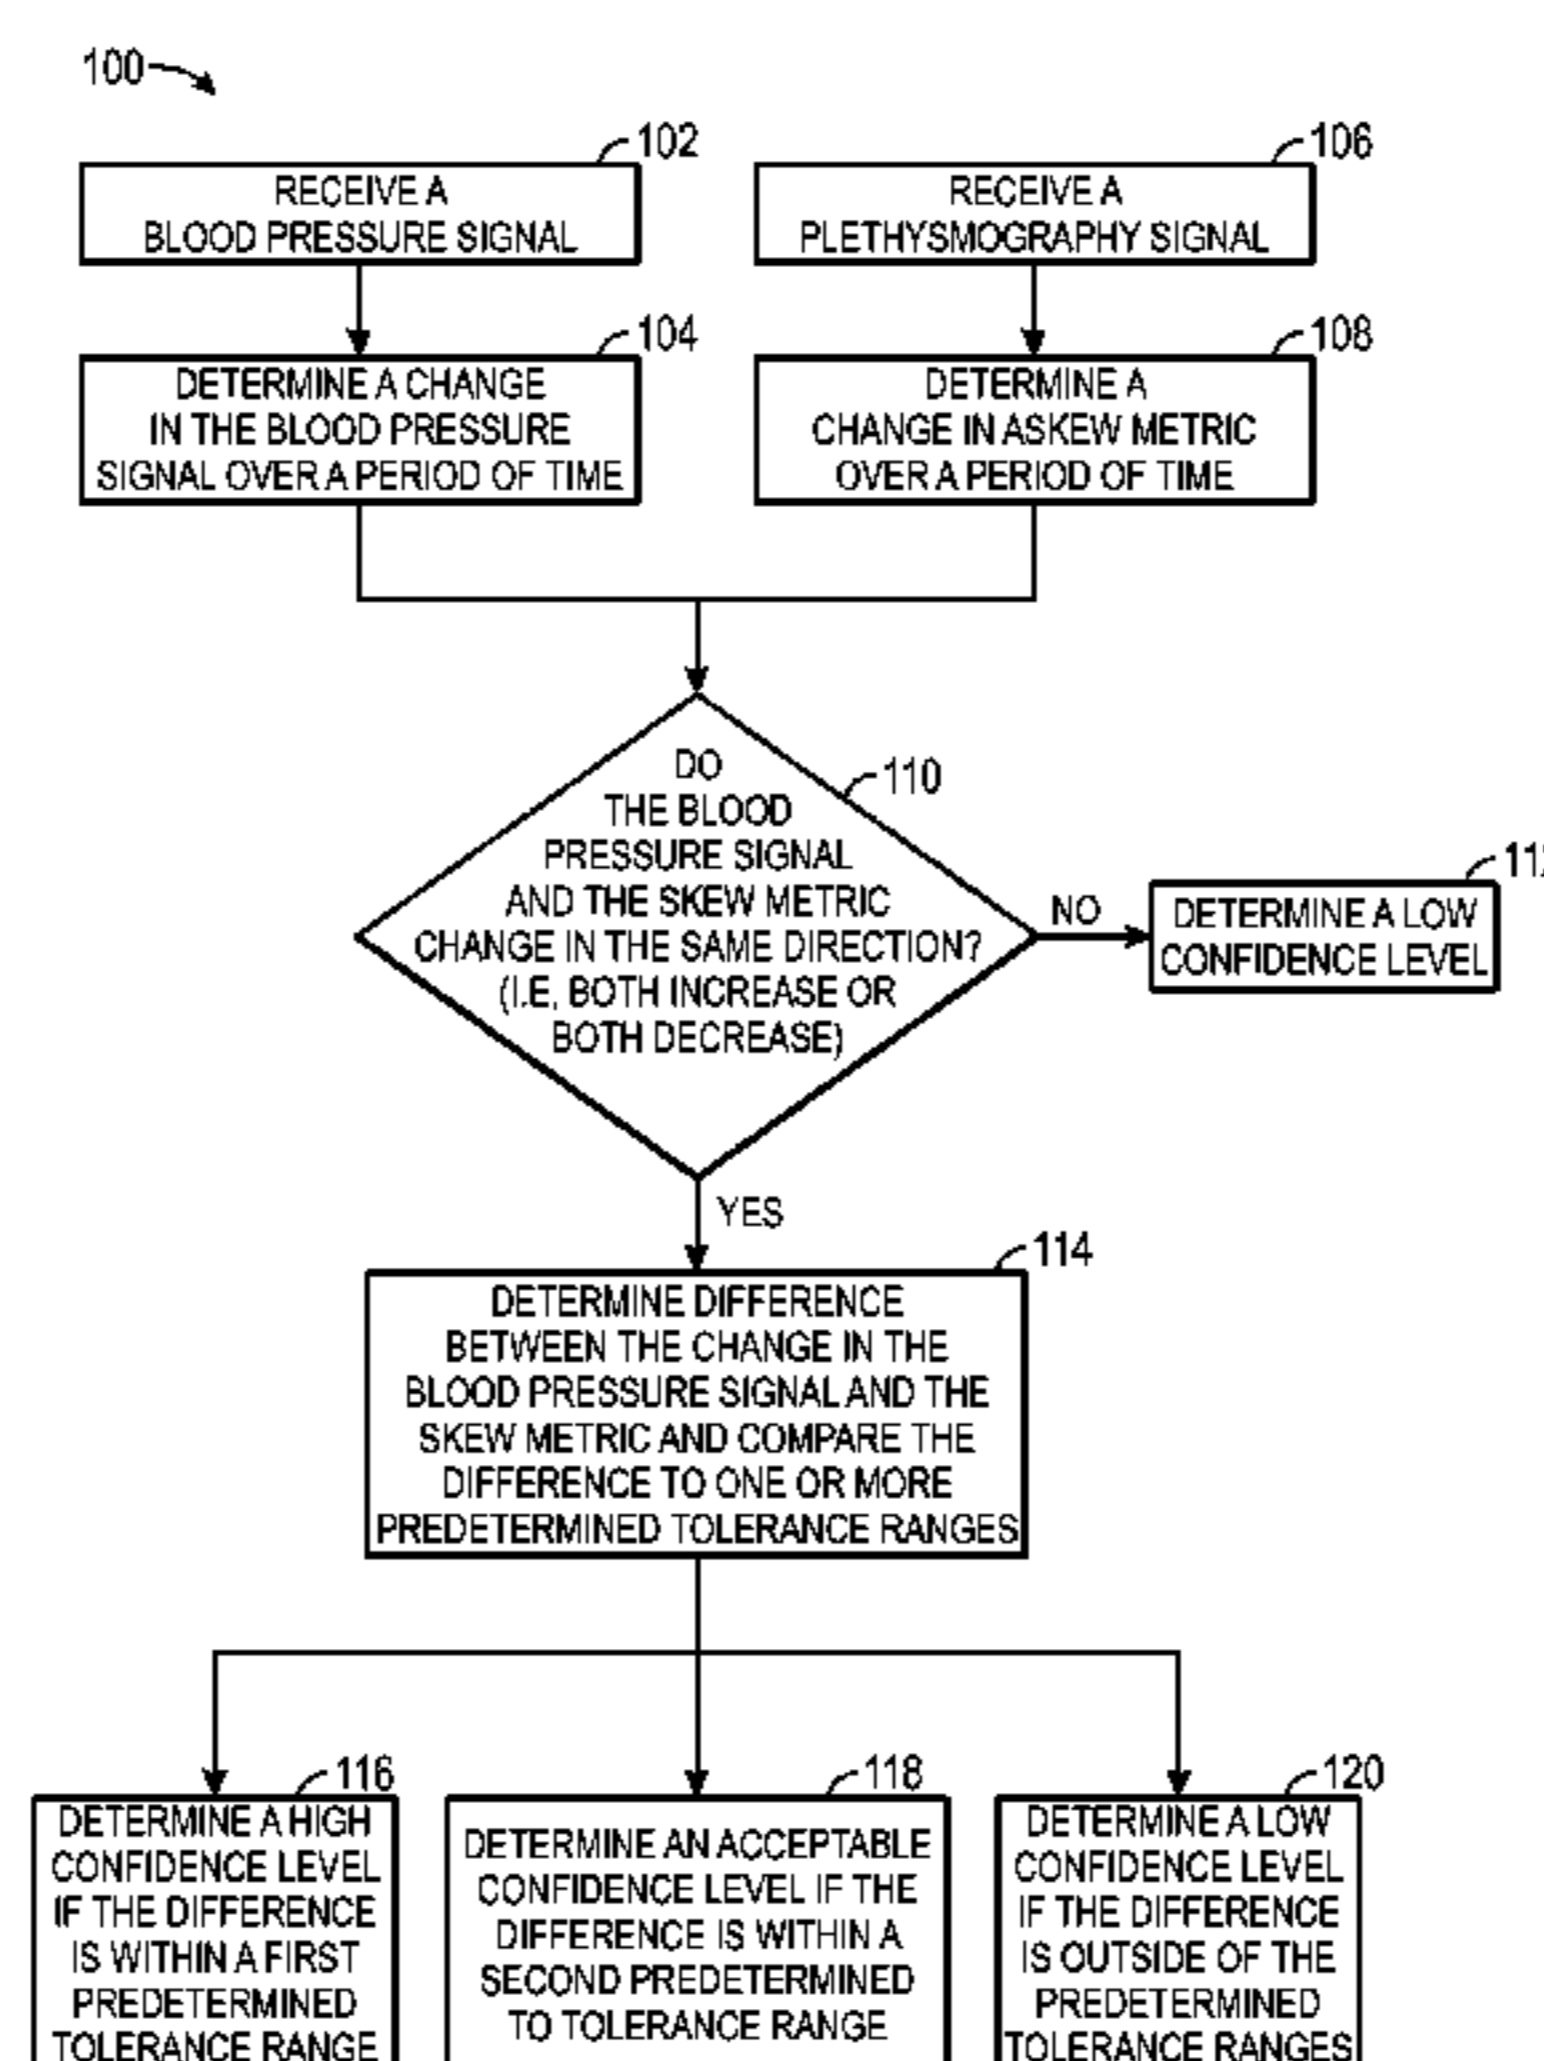 100
102
RECEIVE A
BLOOD PRESSURE SIGNAL
106
RECEIVE A
PLETHYSMOGRAPHY SIGNAL
104
DETERMINE A CHANGE
IN THE BLOOD PRESSURE
SIGNAL OVER A PERIOD OF TIME
108
DETERMINE A
CHANGE IN ASKEW METRIC
OVER A PERIOD OF TIME
110
DO
THE BLOOD
PRESSURE SIGNAL
AND THE SKEW METRIC
CHANGE IN THE SAME DIRECTION?
(I.E, BOTH INCREASE OR
BOTH DECREASE)
NO
DETERMINE A LOW
CONFIDENCE LEVEL
YES
114
DETERMINE DIFFERENCE
BETWEEN THE CHANGE IN THE
BLOOD PRESSURE SIGNAL AND THE
SKEW METRIC AND COMPARE THE
DIFFERENCE TO ONE OR MORE
PREDETERMINED TOLERANCE RANGES
116
DETERMINE A HIGH
CONFIDENCE LEVEL
IF THE DIFFERENCE
IS WITHIN A FIRST
PREDETERMINED
TOLERANCE RANGE
118
DETERMINE AN ACCEPTABLE
CONFIDENCE LEVEL IF THE
DIFFERENCE IS WITHIN A
SECOND PREDETERMINED
TO TOLERANCE RANGE
120
DETERMINE A LOW
CONFIDENCE LEVEL
IF THE DIFFERENCE
IS OUTSIDE OF THE
PREDETERMINED
TOLERANCE RANGES